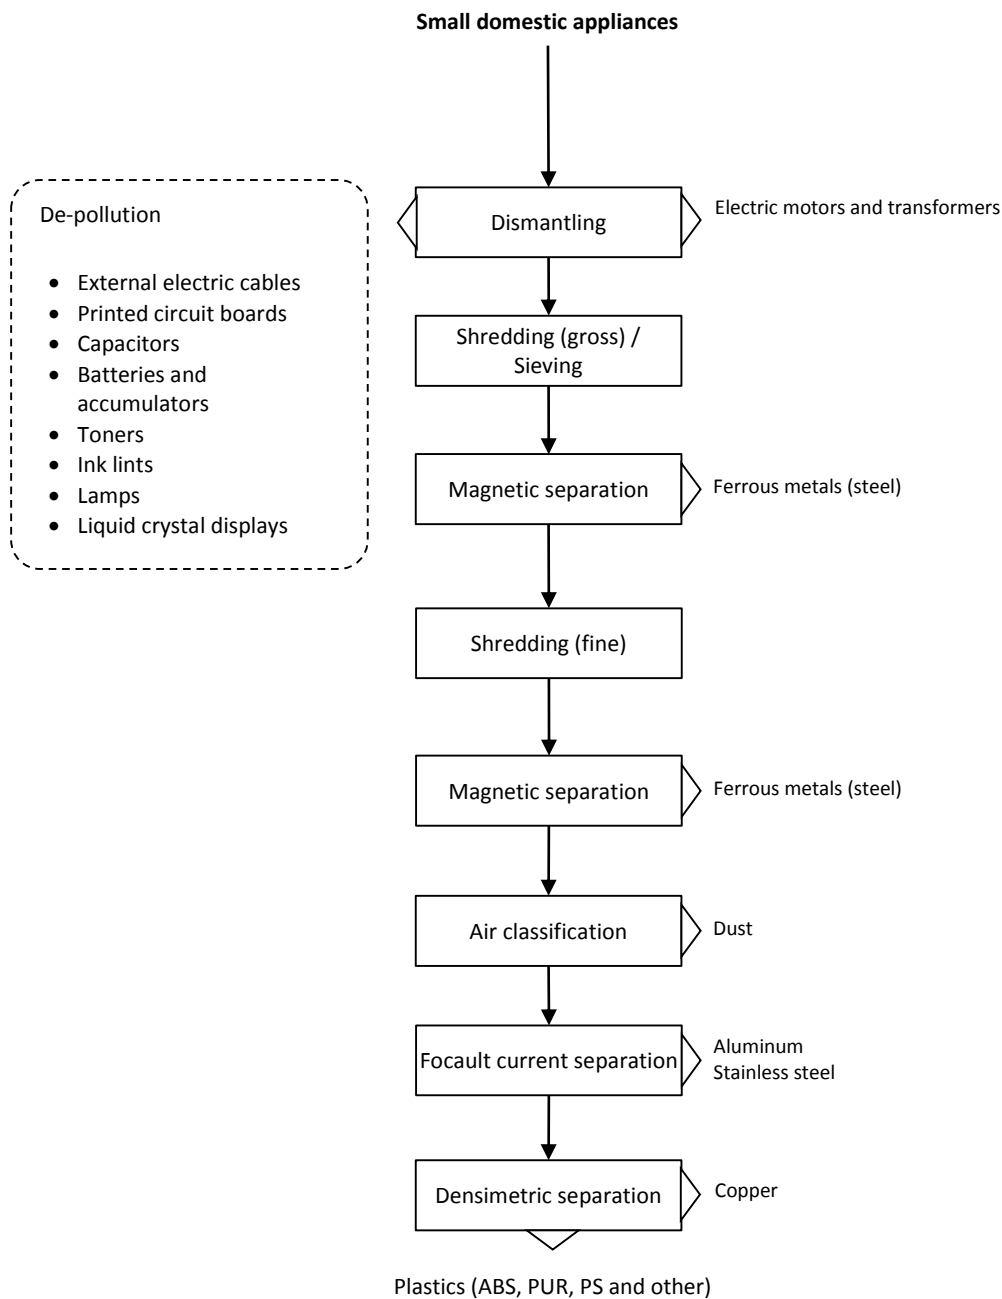 Small domestic appliances
De-pollution
• External electric cables
• Printed circuit boards
• Capacitors
• Batteries and
accumulators
• Toners
• Ink lints
• Lamps
• Liquid crystal displays
Dismantling
Electric motors and transformers
Shredding (gross) /
Sieving
Magnetic separation
Ferrous metals (steel)
Shredding (fine)
Magnetic separation
Ferrous metals (steel)
Air classification
Dust
Focault current separation
Aluminum
Stainless steel
Densimetric separation
Copper
Plastics (ABS, PUR, PS and other)